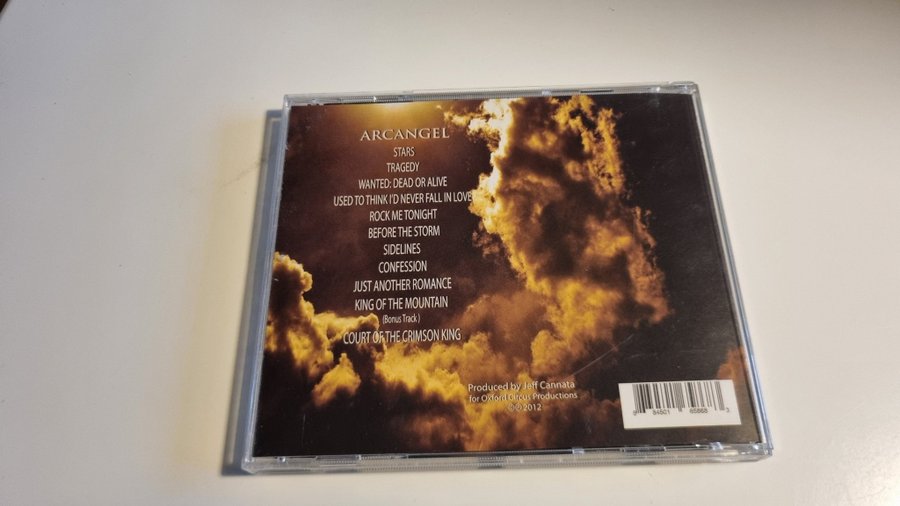 ARCANGEL
STARS
TRAGEDY
WANTED: DEAD OR ALIVE
USED TO THINK I'D NEVER FALL IN LOVE
ROCK ME TONIGHT
BEFORE THE STORM
SIDELINES
CONFESSION
JUST ANOTHER ROMANCE
KING OF THE MOUNTAIN
(Bonus Track)
COURT OF THE CRIMSON KING
Produced by Jeff Cannata
for Oxford Circus Productions
©℗ 2012